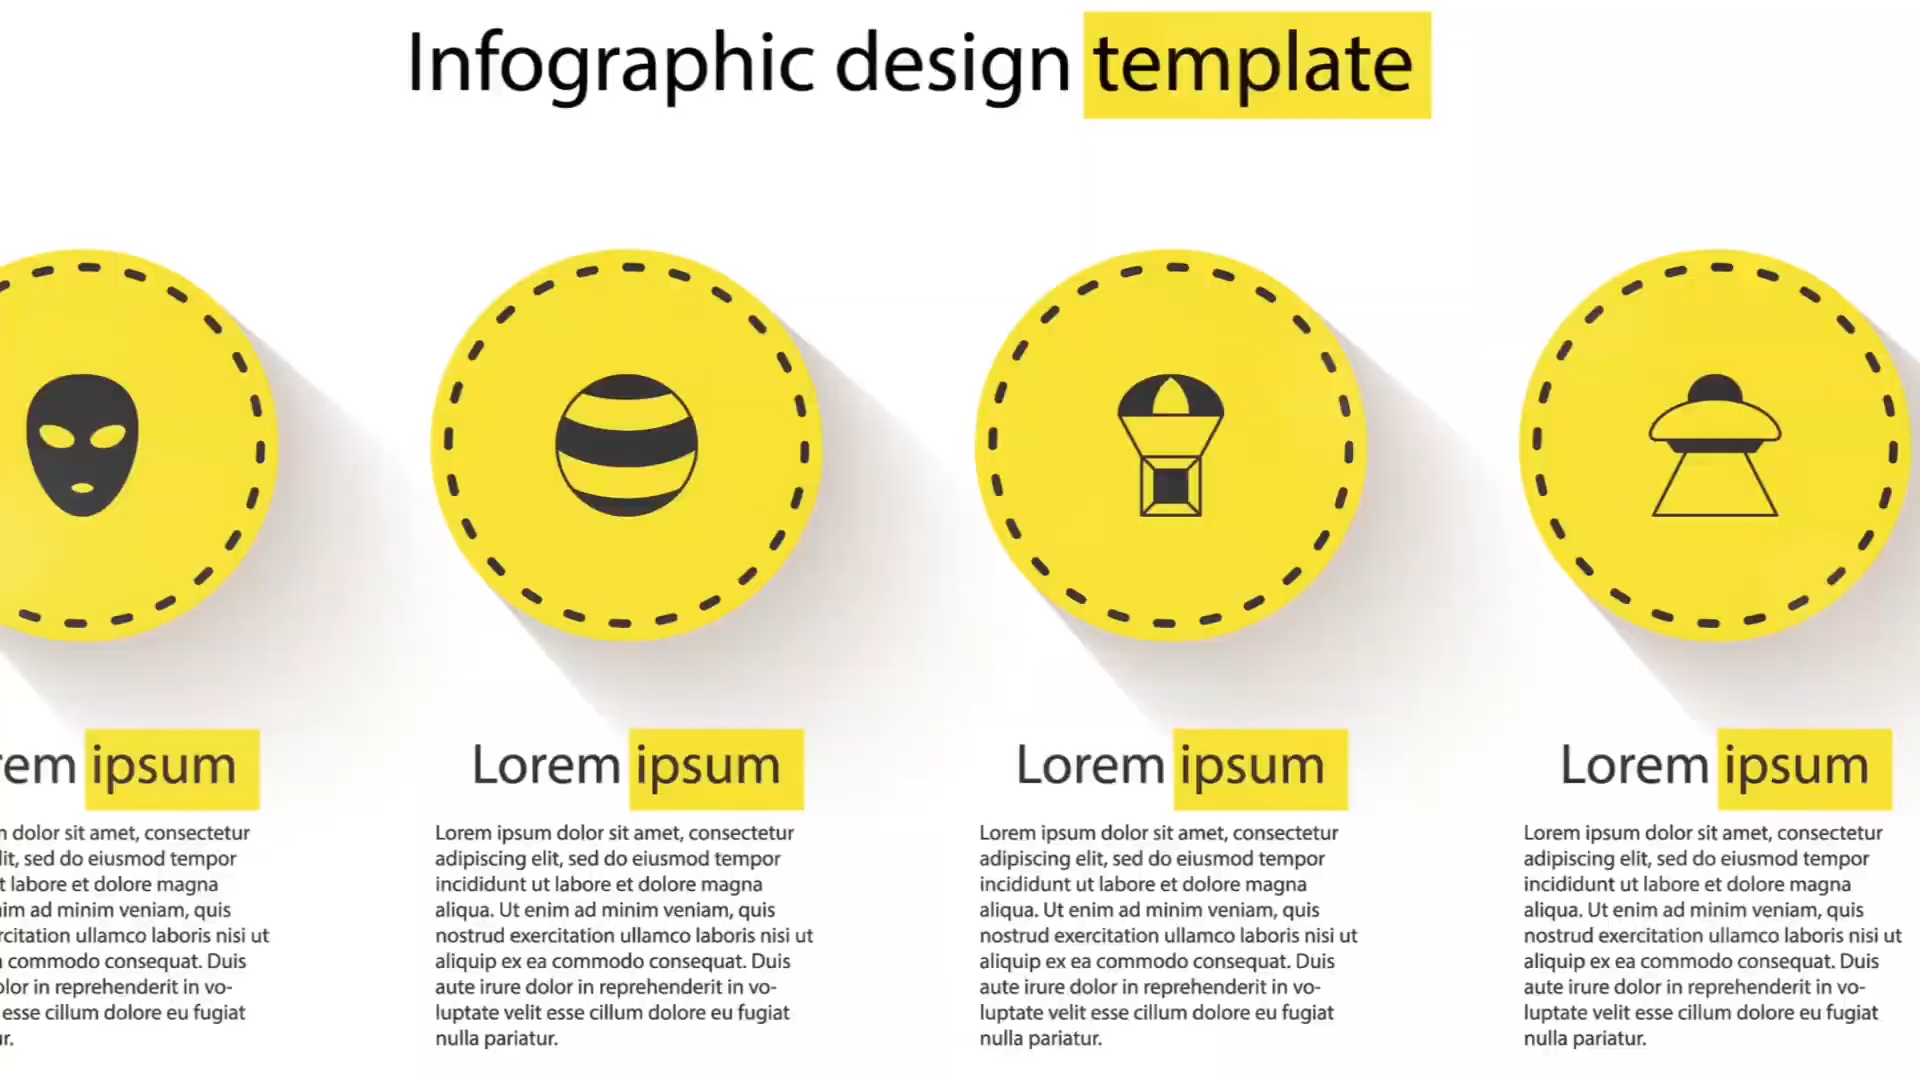 Infographic design template
rem ipsum
dolor sit amet, consectetur
lit, sed do eiusmod tempor
t labore et dolore magna
im ad minim veniam, quis
rcitation ullamco laboris nisi ut
commodo consequat. Duis
olor in reprehenderit in vo-
esse cillum dolore eu fugiat
r.
Lorem ipsum
Lorem ipsum dolor sit amet, consectetur
adipiscing elit, sed do eiusmod tempor
incididunt ut labore et dolore magna
aliqua. Ut enim ad minim veniam, quis
nostrud exercitation ullamco laboris nisi ut
aliquip ex ea commodo consequat. Duis
aute irure dolor in reprehenderit in vo-
luptate velit esse cillum dolore eu fugiat
nulla pariatur.
Lorem ipsum
Lorem ipsum dolor sit amet, consectetur
adipiscing elit, sed do eiusmod tempor
incididunt ut labore et dolore magna
aliqua. Ut enim ad minim veniam, quis
nostrud exercitation ullamco laboris nisi ut
aliquip ex ea commodo consequat. Duis
aute irure dolor in reprehenderit in vo-
luptate velit esse cillum dolore eu fugiat
nulla pariatur.
Lorem ipsum
Lorem ipsum dolor sit amet, consectetur
adipiscing elit, sed do eiusmod tempor
incididunt ut labore et dolore magna
aliqua. Ut enim ad minim veniam, quis
nostrud exercitation ullamco laboris nisi ut
aliquip ex ea commodo consequat. Duis
aute irure dolor in reprehenderit in vo-
luptate velit esse cillum dolore eu fugiat
nulla pariatur.